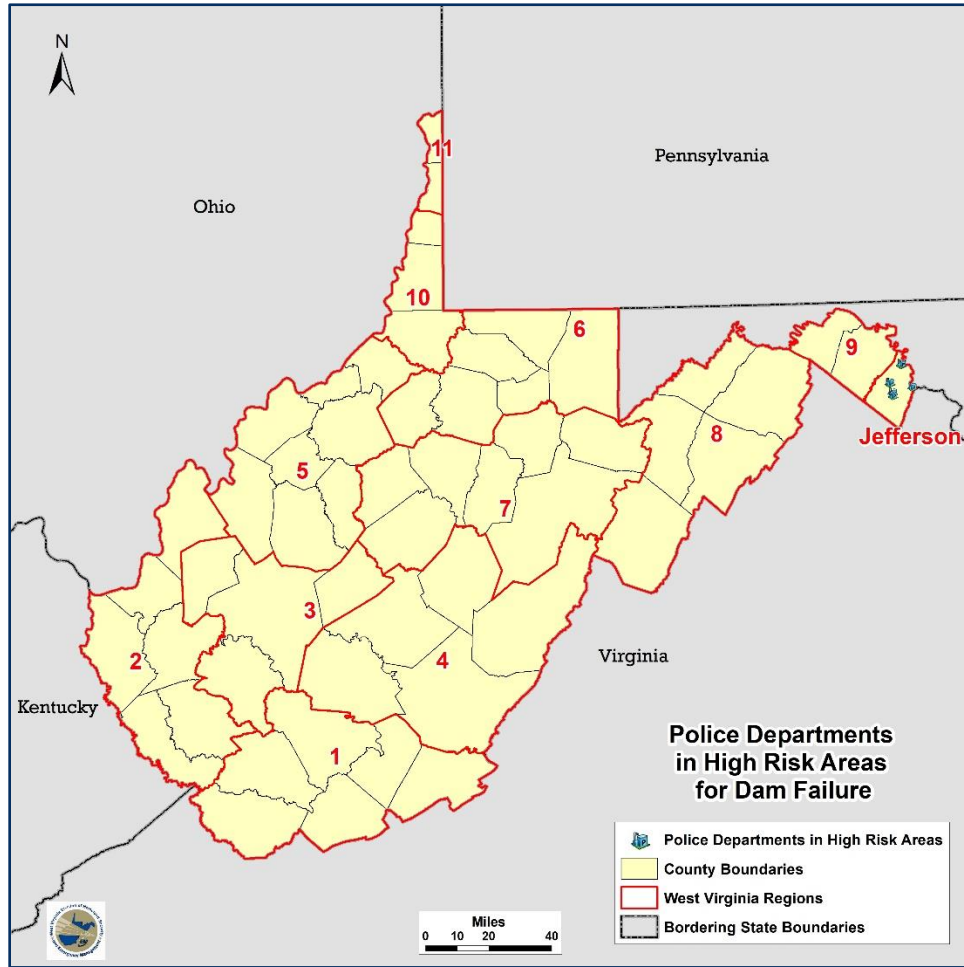 N
11
Pennsylvania
Ohio
10
6
9
Jefferson
8
5
7
3
4
2
Virginia
Kentucky
1
Police Departments
in High Risk Areas
for Dam Failure
Police Departments in High Risk Areas
County Boundaries
West Virginia Regions
Bordering State Boundaries
Miles
0 10 20 40